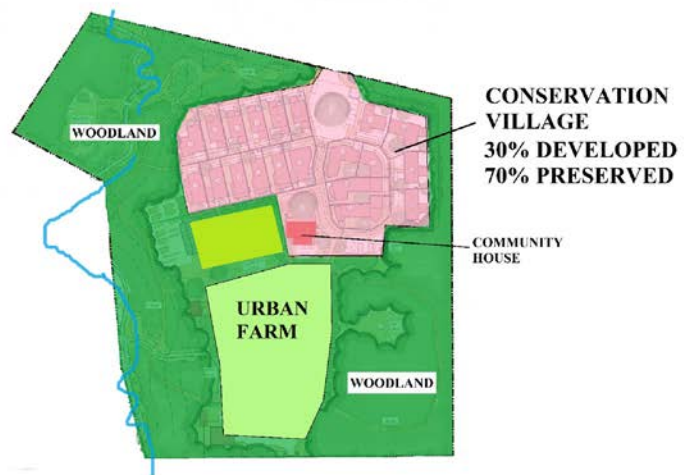 WOODLAND
CONSERVATION
VILLAGE
30% DEVELOPED
70% PRESERVED
COMMUNITY
HOUSE
URBAN
FARM
WOODLAND